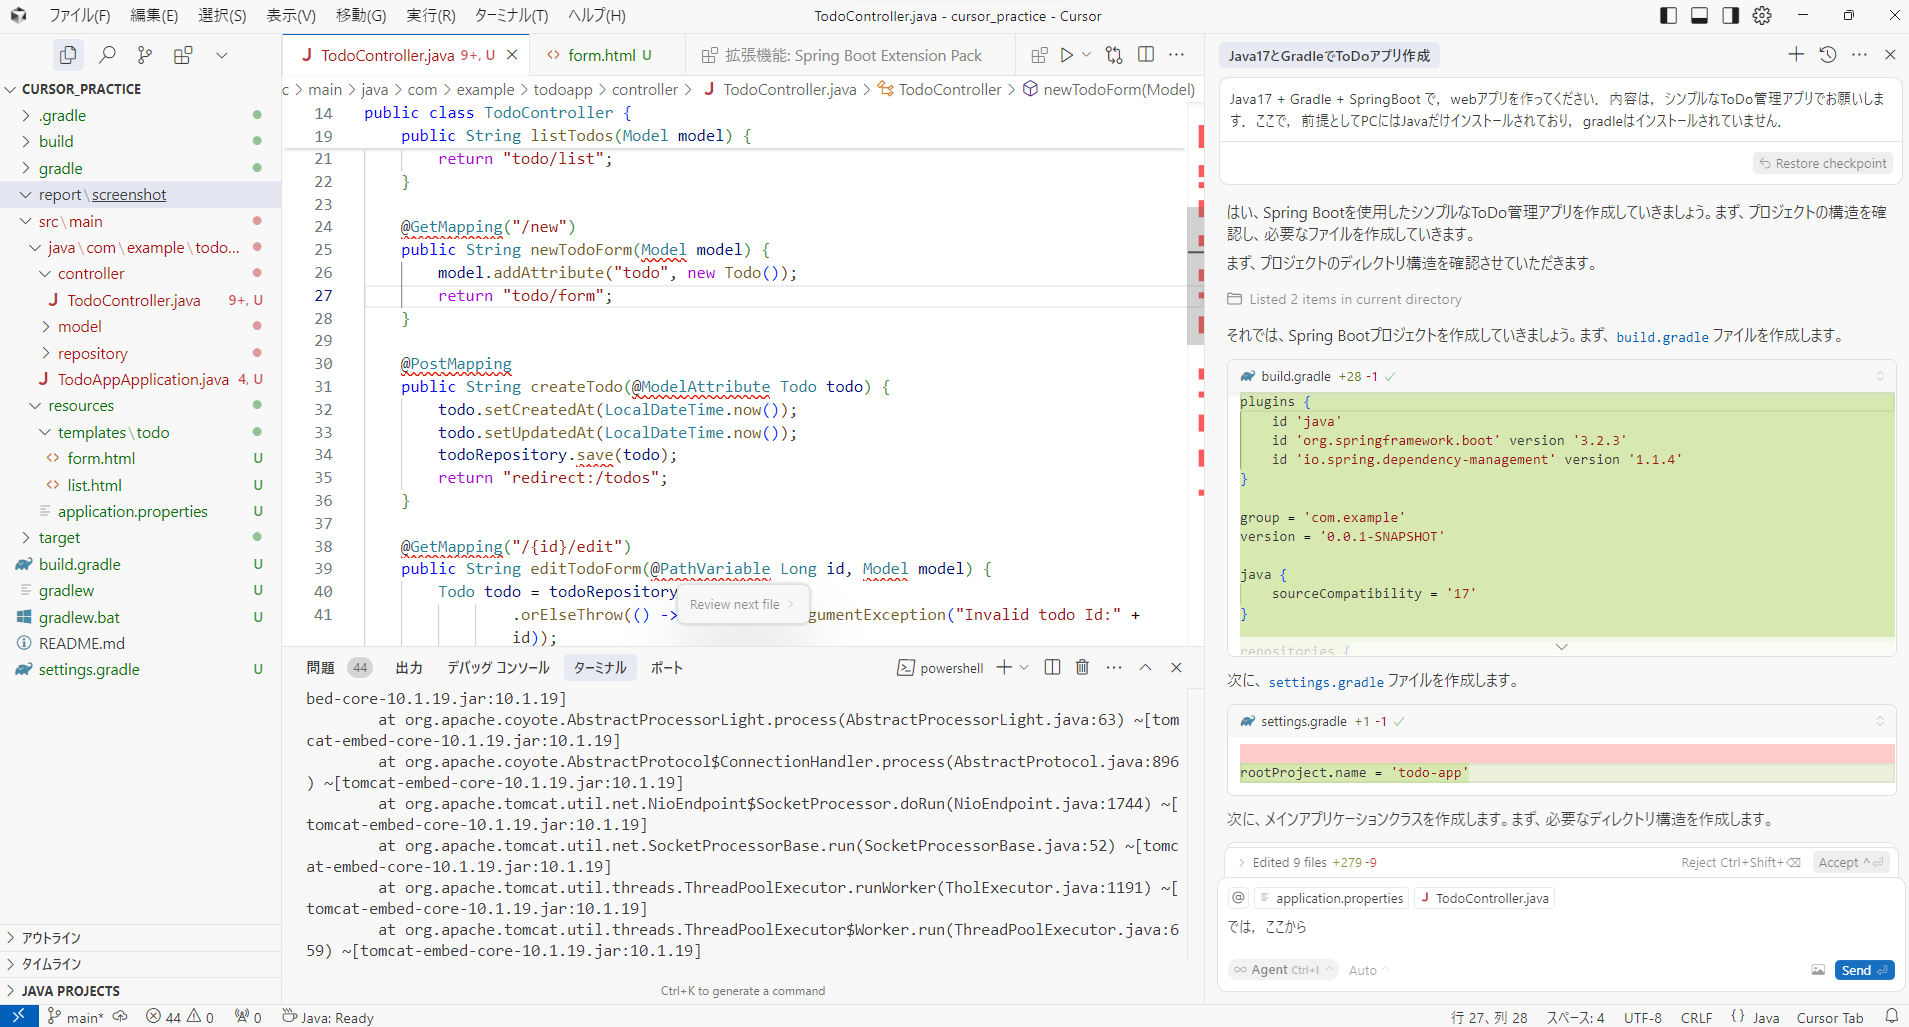 ファイル(F) 編集(E) 選択(S) 表示(V) 移動(G) 実行(R) ターミナル(T) ヘルプ(H)
TodoController.java - cursor_practice - Cursor
CURSOR_PRACTICE
.gradle
build
gradle
report\screenshot
src\main
java\com\example\todo...
controller
TodoController.java 9+, U
model
repository
TodoAppApplication.java 4, U
resources
templates\todo
form.html U
list.html U
application.properties U
target
build.gradle U
gradlew U
gradlew.bat U
README.md
settings.gradle U
アウトライン
タイムライン
JAVA PROJECTS
TodoController.java 9+, U
form.html U
拡張機能: Spring Boot Extension Pack
c > main > java > com > example > todoapp > controller > TodoController.java > TodoController > newTodoForm(Model)
14 public class TodoController {
19 public String listTodos(Model model) {
21 return "todo/list";
22 }
23
24 @GetMapping("/new")
25 public String newTodoForm(Model model) {
26 model.addAttribute("todo", new Todo());
27 return "todo/form";
28 }
29
30 @PostMapping
31 public String createTodo(@ModelAttribute Todo todo) {
32 todo.setCreatedAt(LocalDateTime.now());
33 todo.setUpdatedAt(LocalDateTime.now());
34 todoRepository.save(todo);
35 return "redirect:/todos";
36 }
37
38 @GetMapping("/{id}/edit")
39 public String editTodoForm(@PathVariable Long id, Model model) {
40 Todo todo = todoRepository
41 .orElseThrow(() -> gumentException("Invalid todo Id:" +
id));
Review next file
問題 44 出力 デバッグ コンソール ターミナル ポート
powershell
bed-core-10.1.19.jar:10.1.19]
at org.apache.coyote.AbstractProcessorLight.process(AbstractProcessorLight.java:63) ~[tom
cat-embed-core-10.1.19.jar:10.1.19]
at org.apache.coyote.AbstractProtocol$ConnectionHandler.process(AbstractProtocol.java:896
) ~[tomcat-embed-core-10.1.19.jar:10.1.19]
at org.apache.tomcat.util.net.NioEndpoint$SocketProcessor.doRun(NioEndpoint.java:1744) ~[
tomcat-embed-core-10.1.19.jar:10.1.19]
at org.apache.tomcat.util.net.SocketProcessorBase.run(SocketProcessorBase.java:52) ~[tomc
at-embed-core-10.1.19.jar:10.1.19]
at org.apache.tomcat.util.threads.ThreadPoolExecutor.runWorker(TholExecutor.java:1191) ~[
tomcat-embed-core-10.1.19.jar:10.1.19]
at org.apache.tomcat.util.threads.ThreadPoolExecutor$Worker.run(ThreadPoolExecutor.java:6
59) ~[tomcat-embed-core-10.1.19.jar:10.1.19]
Ctrl+K to generate a command
Java17とGradleでToDoアプリ作成
Java17 + Gradle + SpringBoot で，webアプリを作ってください．内容は，シンプルなToDo管理アプリでお願いしま
す．ここで，前提としてPCにはJavaだけインストールされており，gradleはインストールされていません．
Restore checkpoint
はい、Spring Bootを使用したシンプルなToDo管理アプリを作成していきましょう。まず、プロジェクトの構造を確
認し、必要なファイルを作成していきます。
まず、プロジェクトのディレクトリ構造を確認させていただきます。
Listed 2 items in current directory
それでは、Spring Bootプロジェクトを作成していきましょう。まず、 build.gradle ファイルを作成します。
build.gradle +28 -1
plugins {
id 'java'
id 'org.springframework.boot' version '3.2.3'
id 'io.spring.dependency-management' version '1.1.4'
}
group = 'com.example'
version = '0.0.1-SNAPSHOT'
java {
sourceCompatibility = '17'
}
repositories {
次に、 settings.gradle ファイルを作成します。
settings.gradle +1 -1
rootProject.name = 'todo-app'
次に、メインアプリケーションクラスを作成します。まず、必要なディレクトリ構造を作成します。
Edited 9 files +279 -9
Reject Ctrl+Shift+⌫ Accept ^⏎
@ application.properties TodoController.java
では，ここから
Agent Ctrl+I Auto
Send ⏎
main* 44 0 0 Java: Ready
行 27、列 28 スペース: 4 UTF-8 CRLF {} Java Cursor Tab